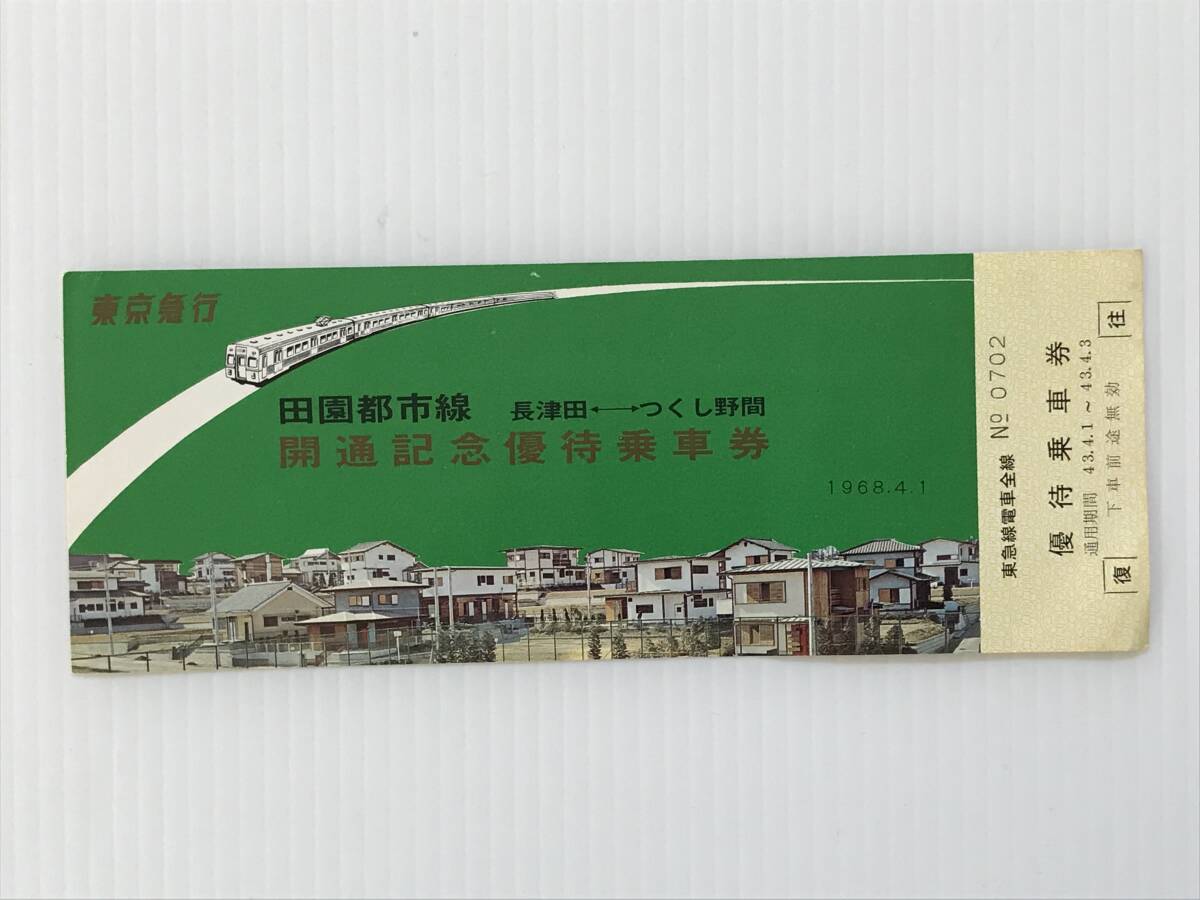 東京急行
田園都市線 長津田←→つくし野間
開通記念優待乗車券
1968.4.1
東急線電車全線 № 0702
優待乗車券
通用期間 43.4.1～43.4.3
下車前途無効
復 往